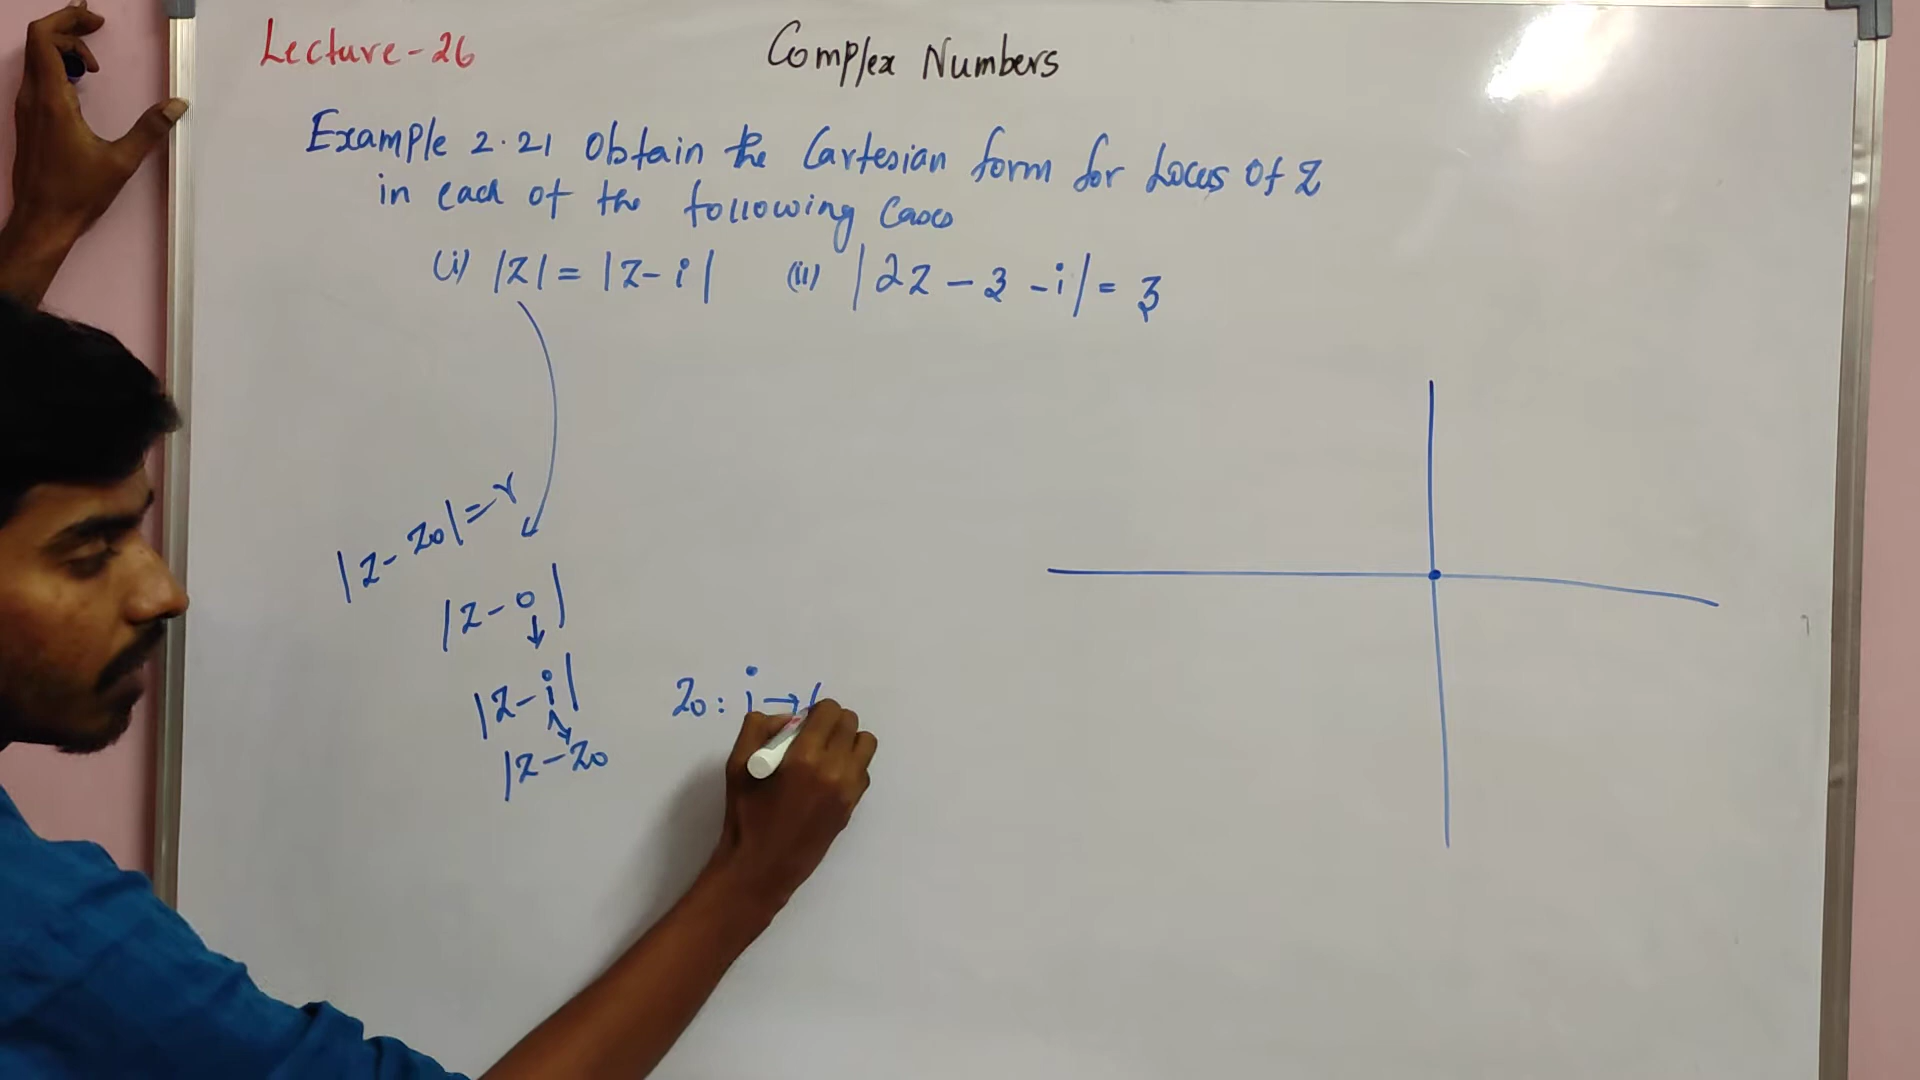 Lecture-26
Complex Numbers
Example 2.21 Obtain the Cartesian form for Locus of Z
in each of the following Cases
(i) |Z| = |Z - i| (ii) |2Z - 3 - i| = 3
|Z - Z0| = r
|Z - 0|
|Z - i|
|Z - Z0
Z0 : i → (